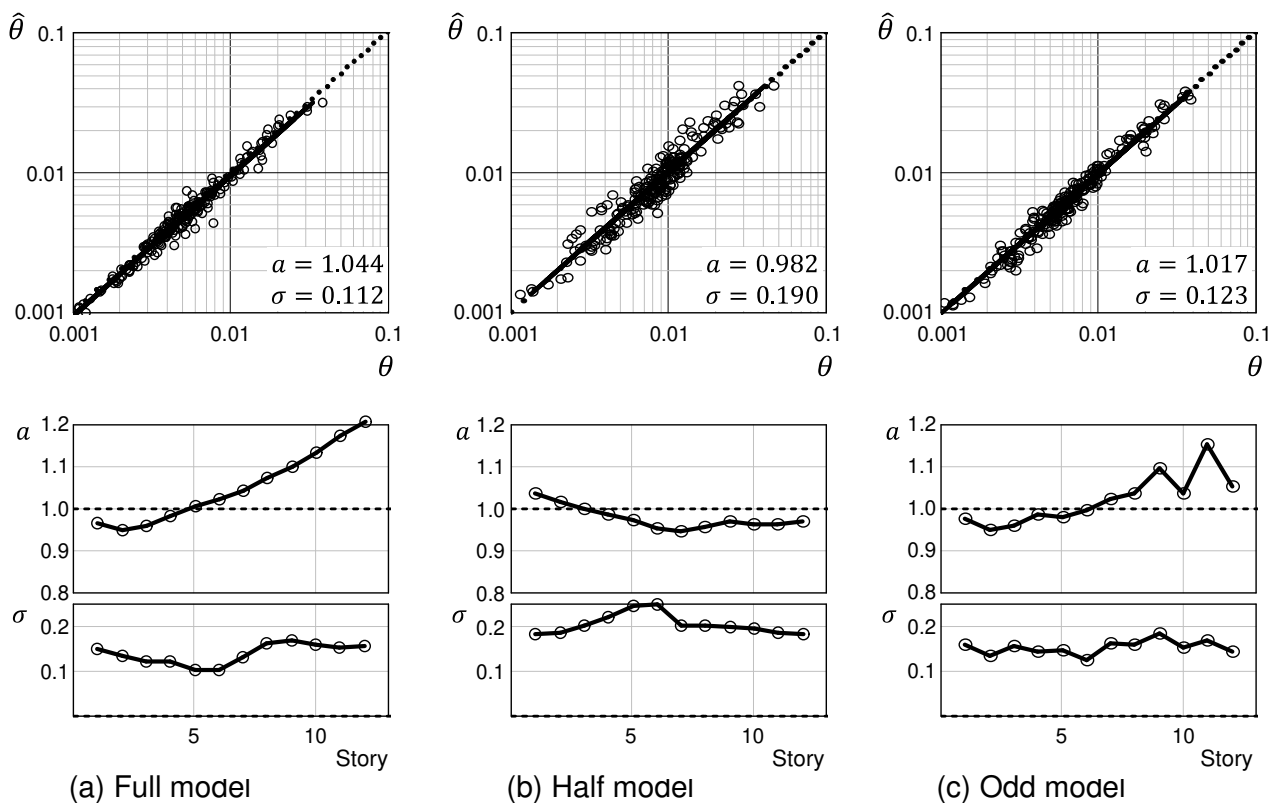 θ̂
0.1
0.01
0.001
a = 1.044
σ = 0.112
0.001
0.01
0.1
θ
θ̂
0.1
0.01
0.001
a = 0.982
σ = 0.190
0.001
0.01
0.1
θ
θ̂
0.1
0.01
0.001
a = 1.017
σ = 0.123
0.001
0.01
0.1
θ
a
1.2
1.1
1.0
0.9
0.8
σ
0.2
0.1
5
10
Story
(a) Full model
a
1.2
1.1
1.0
0.9
0.8
σ
0.2
0.1
5
10
Story
(b) Half model
a
1.2
1.1
1.0
0.9
0.8
σ
0.2
0.1
5
10
Story
(c) Odd model